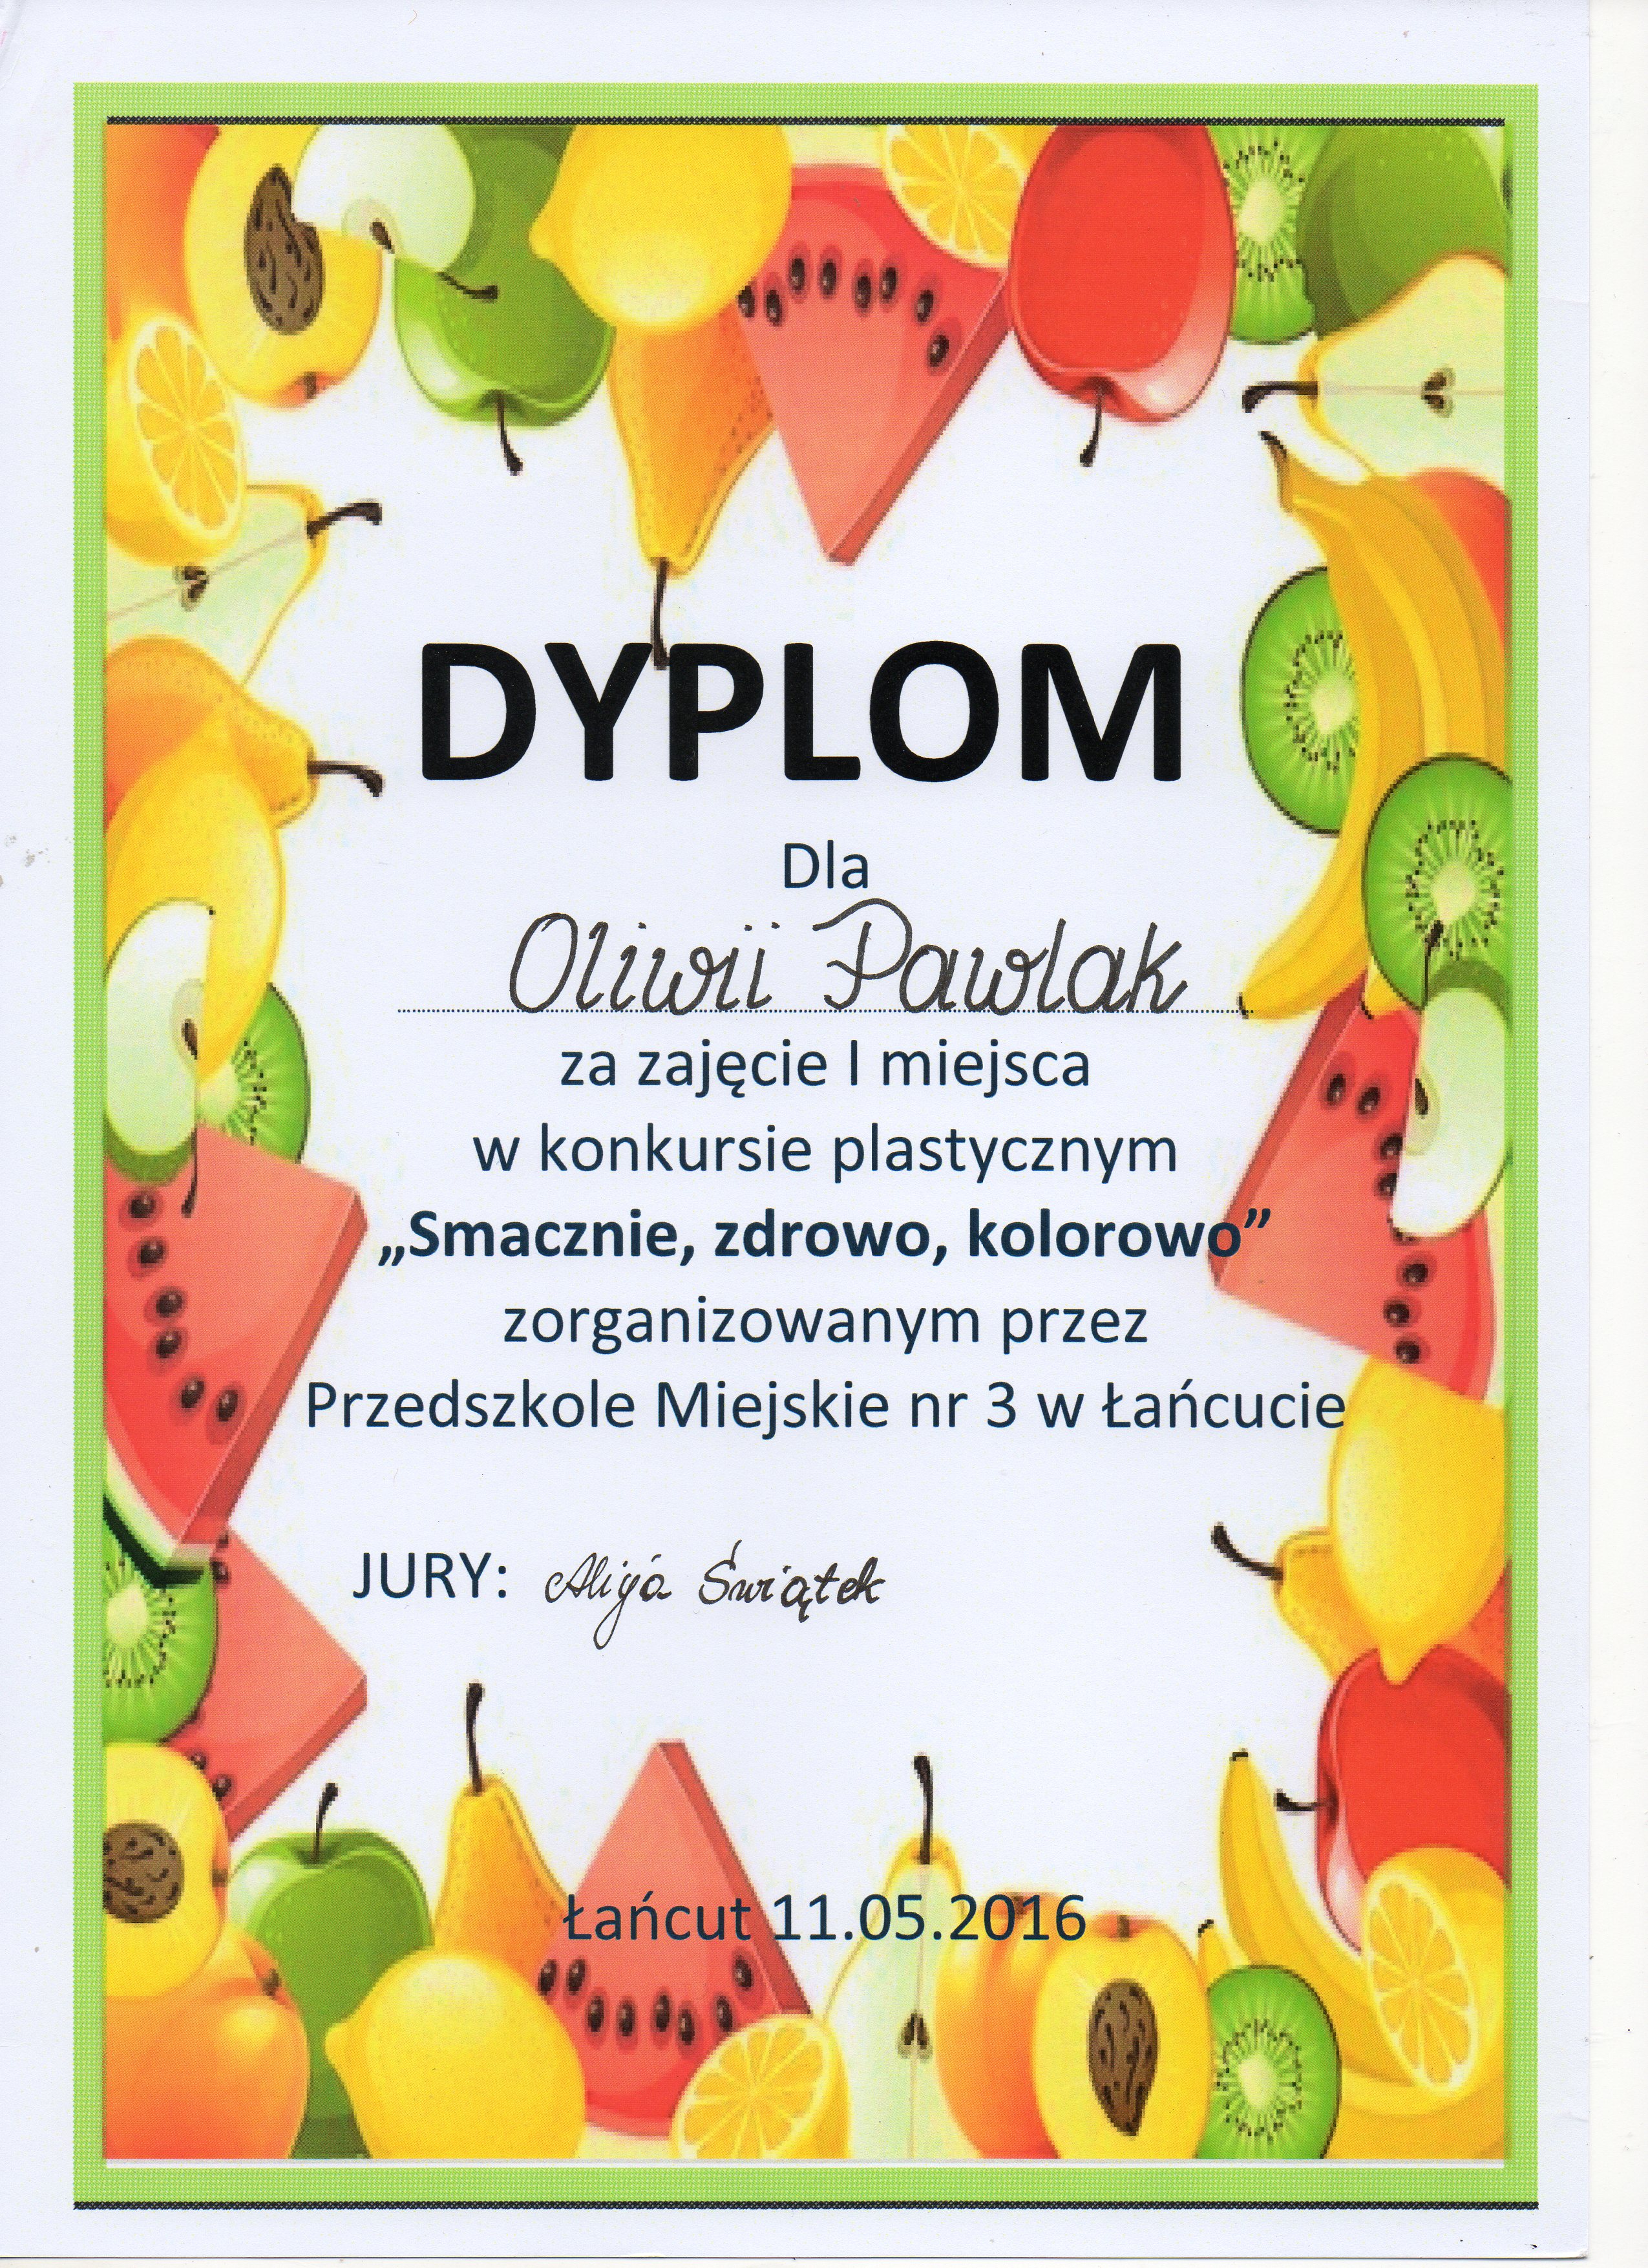 DYPLOM
Dla
Oliwii Pawlak
za zajęcie I miejsca
w konkursie plastycznym
„Smacznie, zdrowo, kolorowo”
zorganizowanym przez
Przedszkole Miejskie nr 3 w Łańcucie
JURY: Alicja Świątek
Łańcut 11.05.2016